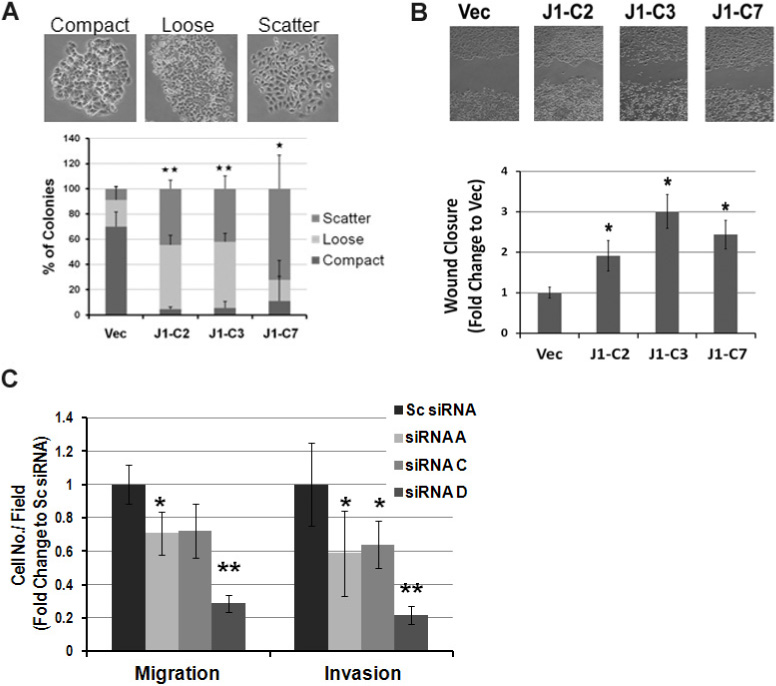 A
Compact Loose Scatter
140
120
100
80
60
40
20
0
% of Colonies
★★ ★★ ★
Scatter
Loose
Compact
Vec J1-C2 J1-C3 J1-C7
B
Vec J1-C2 J1-C3 J1-C7
4
3
2
1
0
Wound Closure
(Fold Change to Vec)
* * *
Vec J1-C2 J1-C3 J1-C7
C
1.4
1.2
1
0.8
0.6
0.4
0.2
0
Cell No./ Field
(Fold Change to Sc siRNA)
Sc siRNA
siRNA A
siRNA C
siRNA D
* ** * * **
Migration Invasion